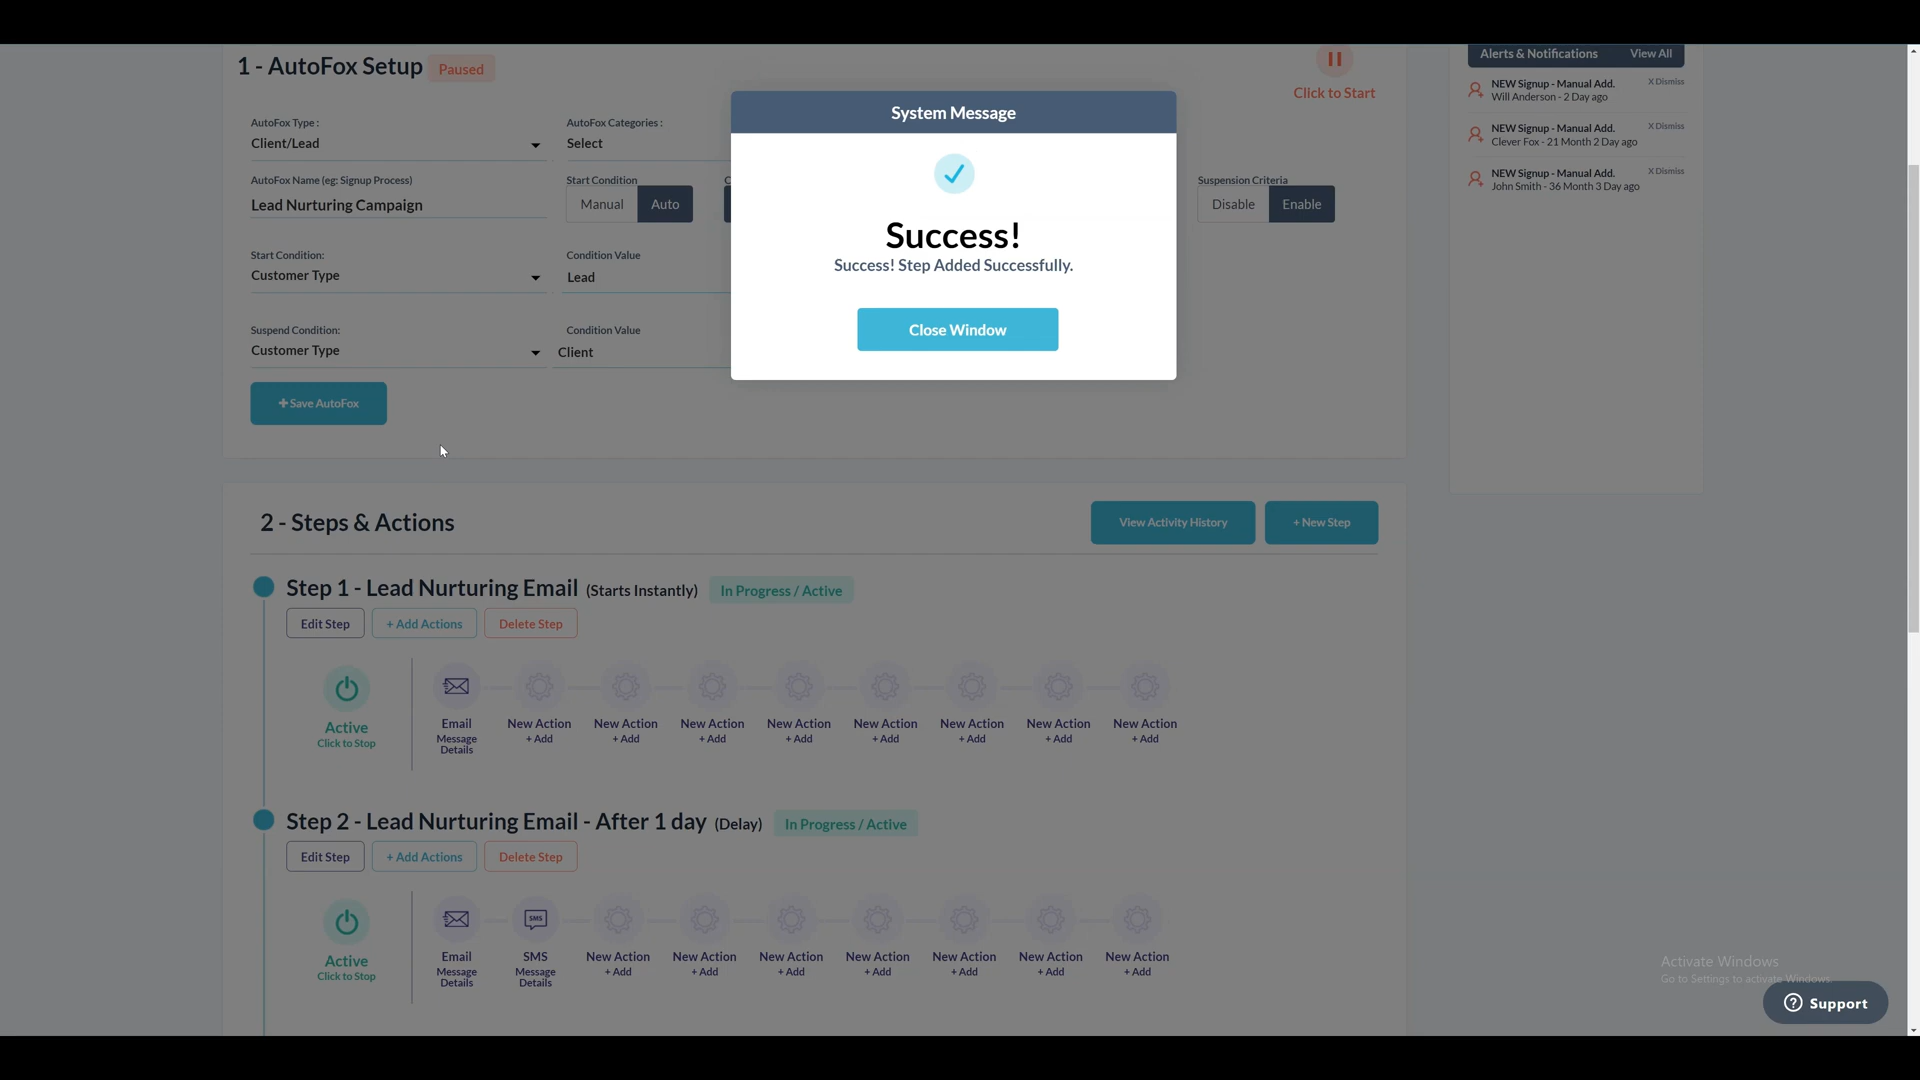 1 - AutoFox Setup Paused
Click to Start
AutoFox Type :
Client/Lead
AutoFox Categories :
Select
AutoFox Name (eg: Signup Process)
Lead Nurturing Campaign
Start Condition
Manual Auto
Suspension Criteria
Disable Enable
Start Condition:
Customer Type
Condition Value
Lead
Suspend Condition:
Customer Type
Condition Value
Client
+ Save AutoFox
System Message
Success!
Success! Step Added Successfully.
Close Window
Alerts & Notifications View All
NEW Signup - Manual Add. X Dismiss
Will Anderson - 2 Day ago
NEW Signup - Manual Add. X Dismiss
Clever Fox - 21 Month 2 Day ago
NEW Signup - Manual Add. X Dismiss
John Smith - 36 Month 3 Day ago
2 - Steps & Actions
View Activity History + New Step
Step 1 - Lead Nurturing Email (Starts Instantly) In Progress / Active
Edit Step + Add Actions Delete Step
Active
Click to Stop
Email
Message
Details
New Action
+ Add
New Action
+ Add
New Action
+ Add
New Action
+ Add
New Action
+ Add
New Action
+ Add
New Action
+ Add
New Action
+ Add
Step 2 - Lead Nurturing Email - After 1 day (Delay) In Progress / Active
Edit Step + Add Actions Delete Step
Active
Click to Stop
Email
Message
Details
SMS
SMS
Message
Details
New Action
+ Add
New Action
+ Add
New Action
+ Add
New Action
+ Add
New Action
+ Add
New Action
+ Add
New Action
+ Add
Activate Windows
Go to Settings to activate Windows.
Support